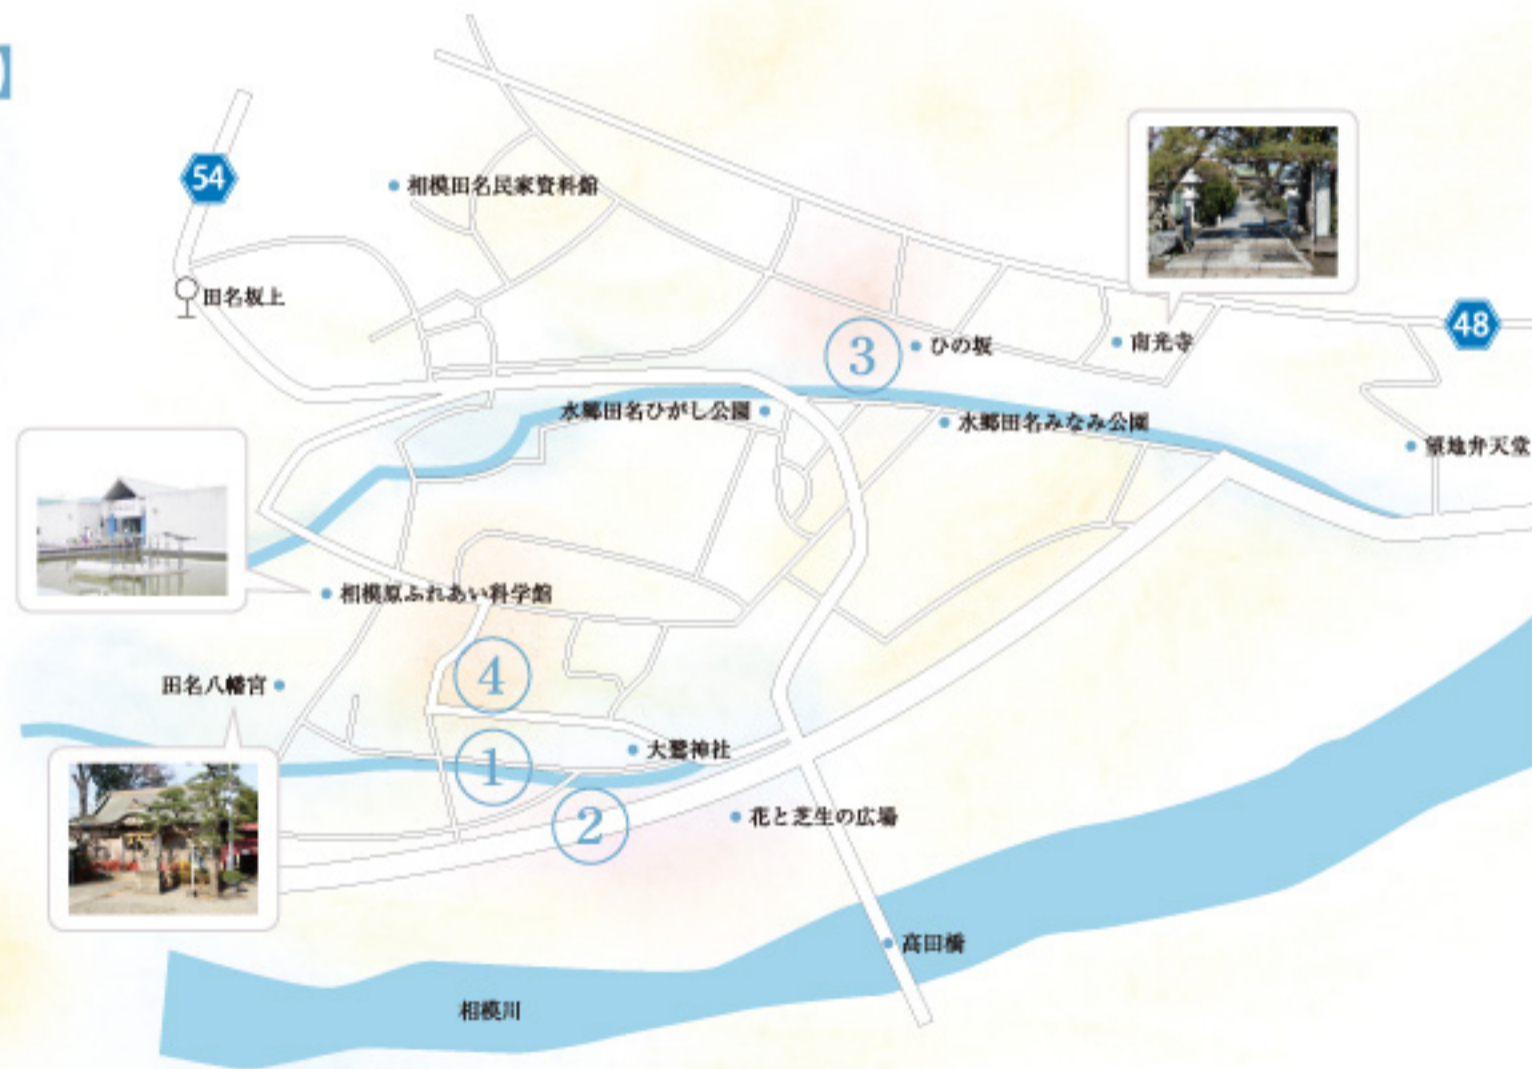 54
相模田名民家資料館
田名坂上
48
③
ひの坂
南光寺
水郷田名ひがし公園
水郷田名みなみ公園
望地弁天堂
相模原ふれあい科学館
④
田名八幡宮
①
大鷲神社
②
花と芝生の広場
高田橋
相模川